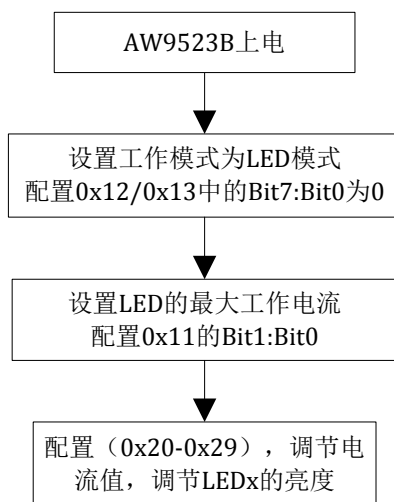 AW9523B上电
设置工作模式为LED模式
配置0x12/0x13中的Bit7:Bit0为0
设置LED的最大工作电流
配置0x11的Bit1:Bit0
配置（0x20-0x29），调节电
流值，调节LEDx的亮度